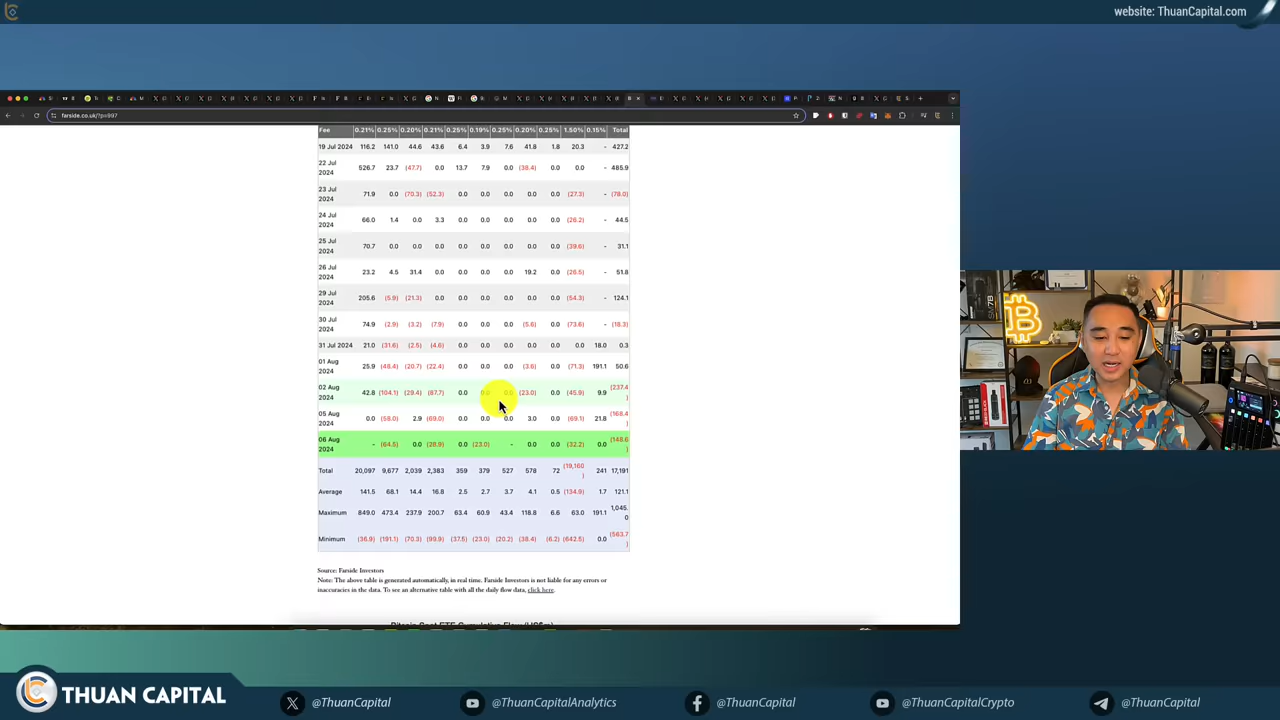 website: ThuanCapital.com
farside.co.uk/?p=997
Fee 0.21% 0.25% 0.20% 0.21% 0.25% 0.19% 0.25% 0.20% 0.25% 1.50% 0.15% Total
19 Jul 2024 116.2 141.0 44.6 43.6 6.4 3.9 7.6 41.8 1.8 20.3 - 427.2
22 Jul 2024 526.7 23.7 (47.7) 0.0 13.7 7.9 0.0 (38.4) 0.0 0.0 - 485.9
23 Jul 2024 71.9 0.0 (70.3) (52.3) 0.0 0.0 0.0 0.0 0.0 (27.3) - (78.0)
24 Jul 2024 66.0 1.4 0.0 3.3 0.0 0.0 0.0 0.0 0.0 (26.2) - 44.5
25 Jul 2024 70.7 0.0 0.0 0.0 0.0 0.0 0.0 0.0 0.0 (39.6) - 31.1
26 Jul 2024 23.2 4.5 31.4 0.0 0.0 0.0 0.0 19.2 0.0 (26.5) - 51.8
29 Jul 2024 205.6 (5.9) (21.3) 0.0 0.0 0.0 0.0 0.0 0.0 (54.3) - 124.1
30 Jul 2024 74.9 (2.9) (3.2) (7.9) 0.0 0.0 0.0 (5.6) 0.0 (73.6) - (18.3)
31 Jul 2024 21.0 (31.6) (2.5) (4.6) 0.0 0.0 0.0 0.0 0.0 0.0 18.0 0.3
01 Aug 2024 25.9 (48.4) (20.7) (22.4) 0.0 0.0 0.0 (3.6) 0.0 (71.3) 191.1 50.6
02 Aug 2024 42.8 (104.1) (29.4) (87.7) 0.0 0.0 0.0 (23.0) 0.0 (45.9) 9.9 (237.4)
05 Aug 2024 0.0 (58.0) 2.9 (69.0) 0.0 0.0 0.0 3.0 0.0 (69.1) 21.8 (168.4)
06 Aug 2024 - (64.5) 0.0 (28.9) 0.0 (23.0) - 0.0 0.0 (32.2) 0.0 (148.6)
Total 20,097 9,677 2,039 2,383 359 379 527 578 72 (19,160) 241 17,191
Average 141.5 68.1 14.4 16.8 2.5 2.7 3.7 4.1 0.5 (134.9) 1.7 121.1
Maximum 849.0 473.4 237.9 200.7 63.4 60.9 43.4 118.8 6.6 63.0 191.1 1,045.0
Minimum (36.9) (191.1) (70.3) (99.9) (37.5) (23.0) (20.2) (38.4) (6.2) (642.5) 0.0 (563.7)
Source: Farside Investors
Note: The above table is generated automatically, in real time. Farside Investors is not liable for any errors or
inaccuracies in the data. To see an alternative table with all the daily flow data, click here.
Bitcoin Spot ETF Cumulative Flow (US$m)
SM7B
THUAN CAPITAL
@ThuanCapital
@ThuanCapitalAnalytics
@ThuanCapital
@ThuanCapitalCrypto
@ThuanCapital